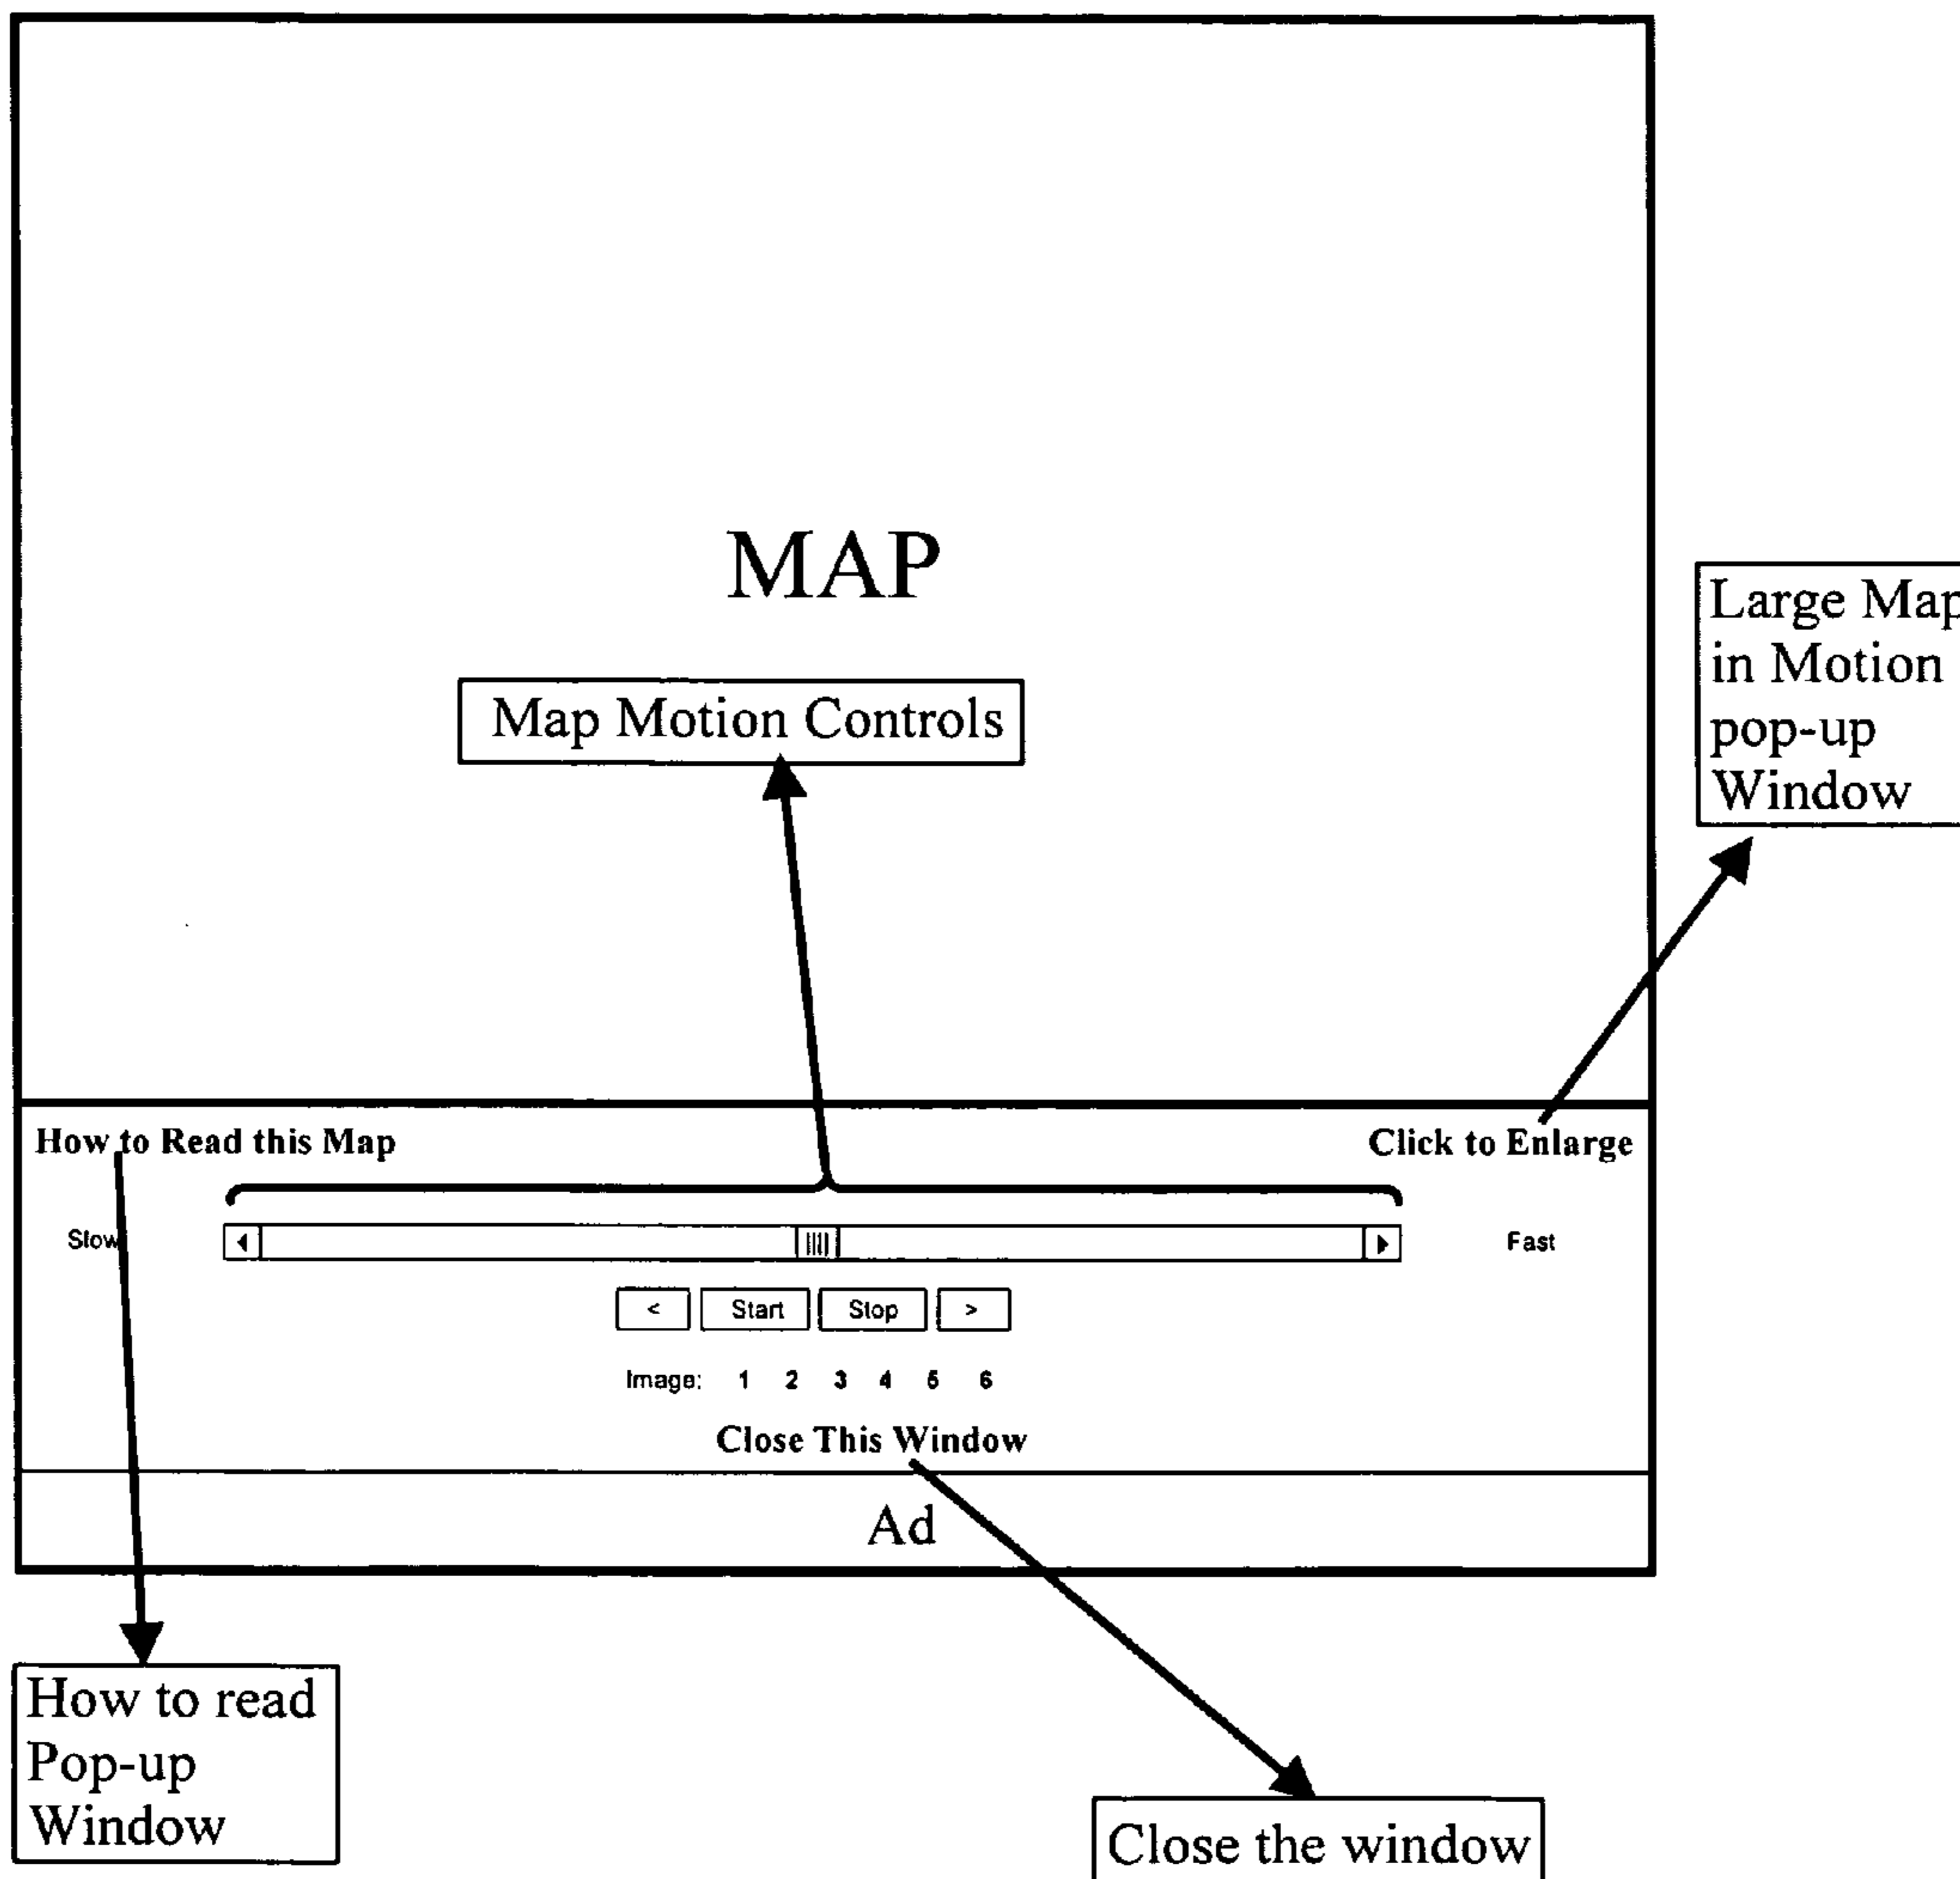 MAP
Map Motion Controls
Large Map
in Motion
pop-up
Window
How to Read this Map
Click to Enlarge
Slow
Fast
< Start Stop >
Image: 1 2 3 4 5 6
Close This Window
Ad
How to read
Pop-up
Window
Close the window